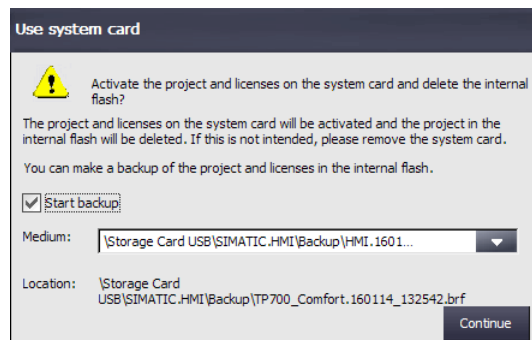 Use system card
Activate the project and licenses on the system card and delete the internal
flash?
The project and licenses on the system card will be activated and the project in the
internal flash will be deleted. If this is not intended, please remove the system card.
You can make a backup of the project and licenses in the internal flash.
Start backup
Medium: \Storage Card USB\SIMATIC.HMI\Backup\HMI.1601...
Location: \Storage Card
USB\SIMATIC.HMI\Backup\TP700_Comfort.160114_132542.brf
Continue